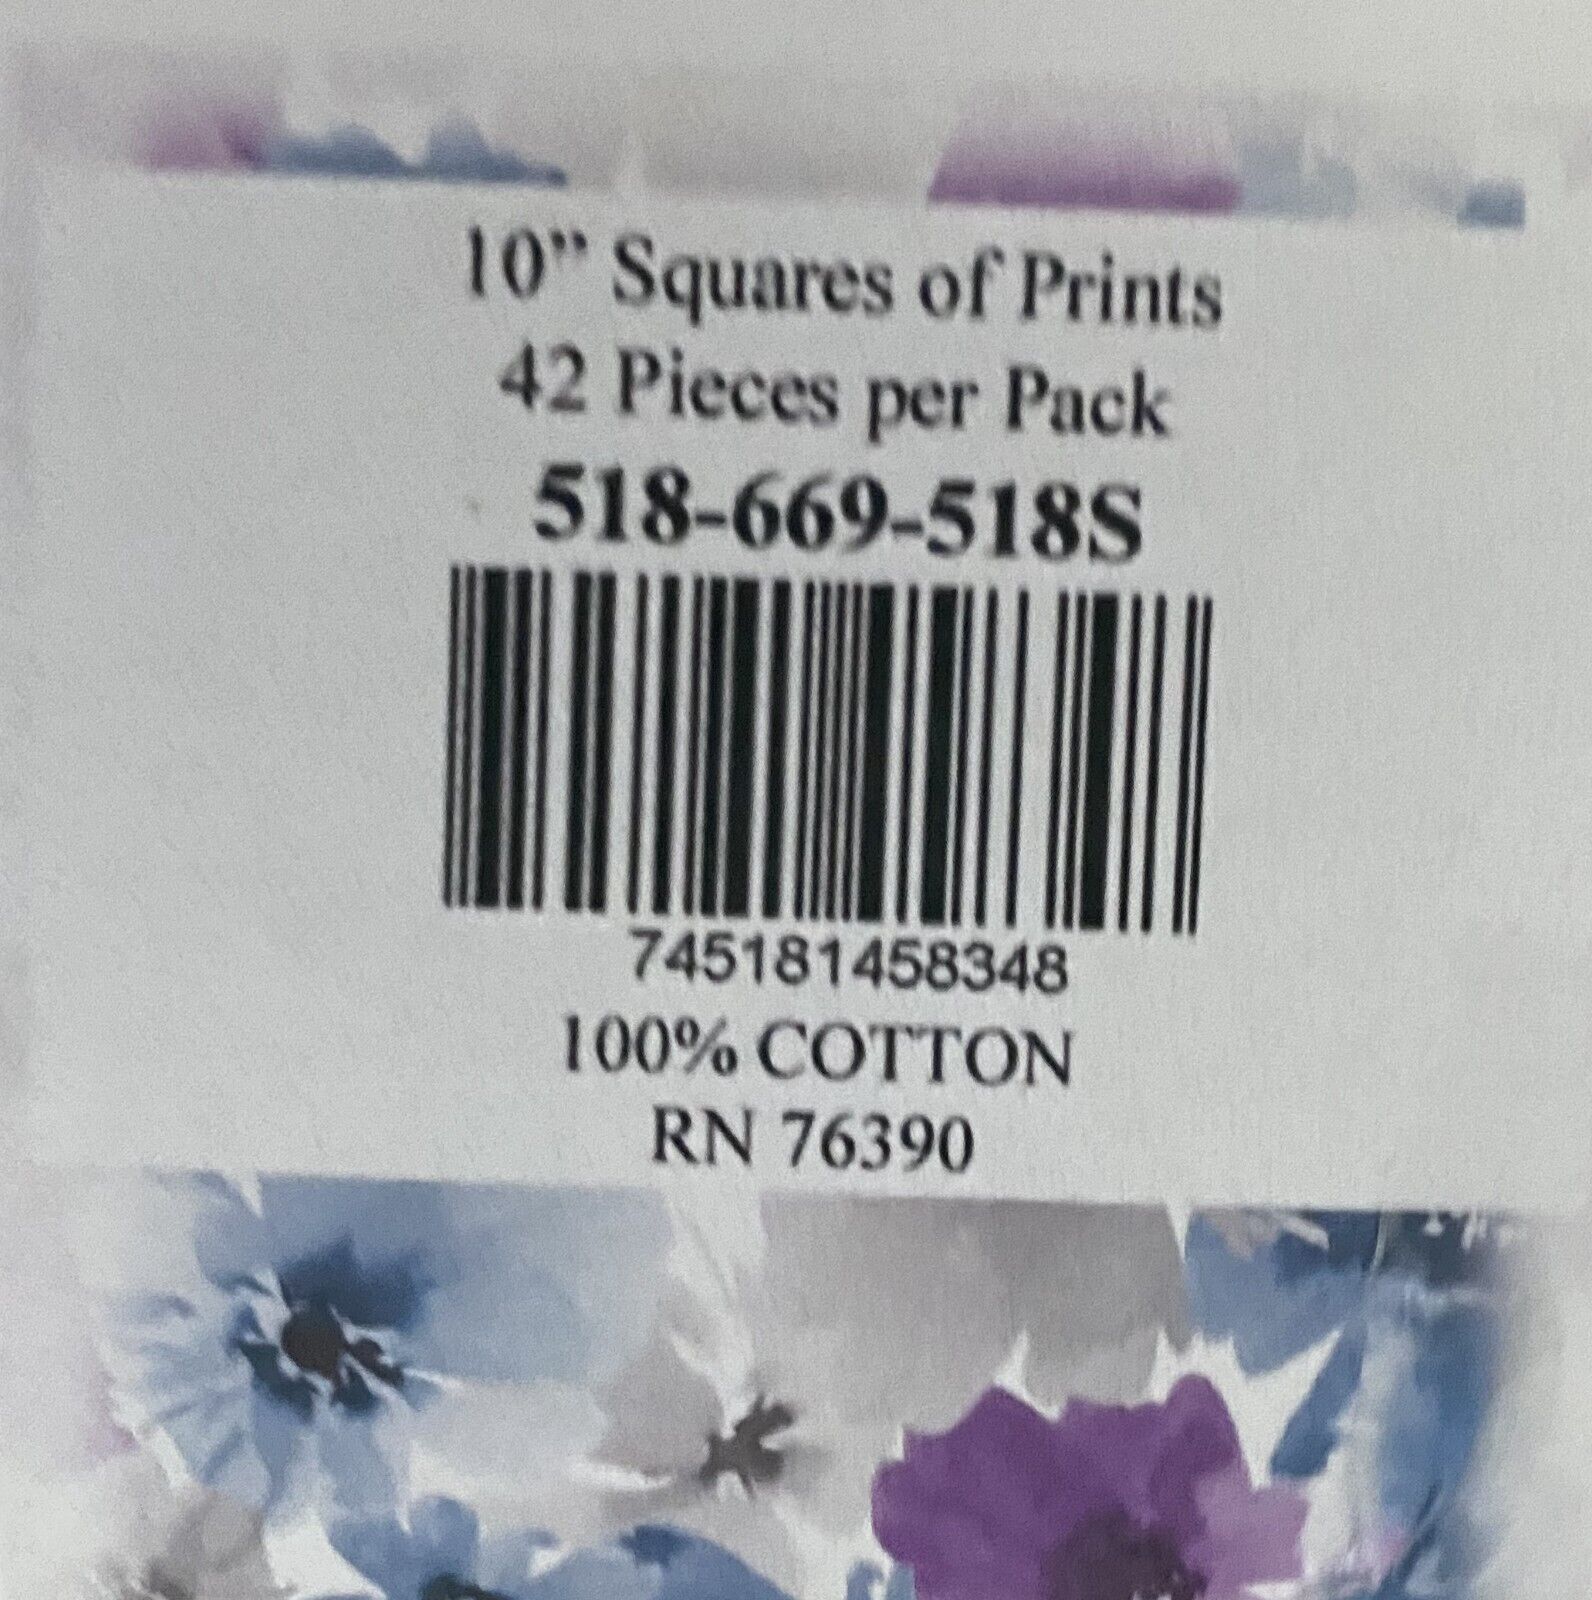 10” Squares of Prints
42 Pieces per Pack
518-669-518S
745181458348
100% COTTON
RN 76390